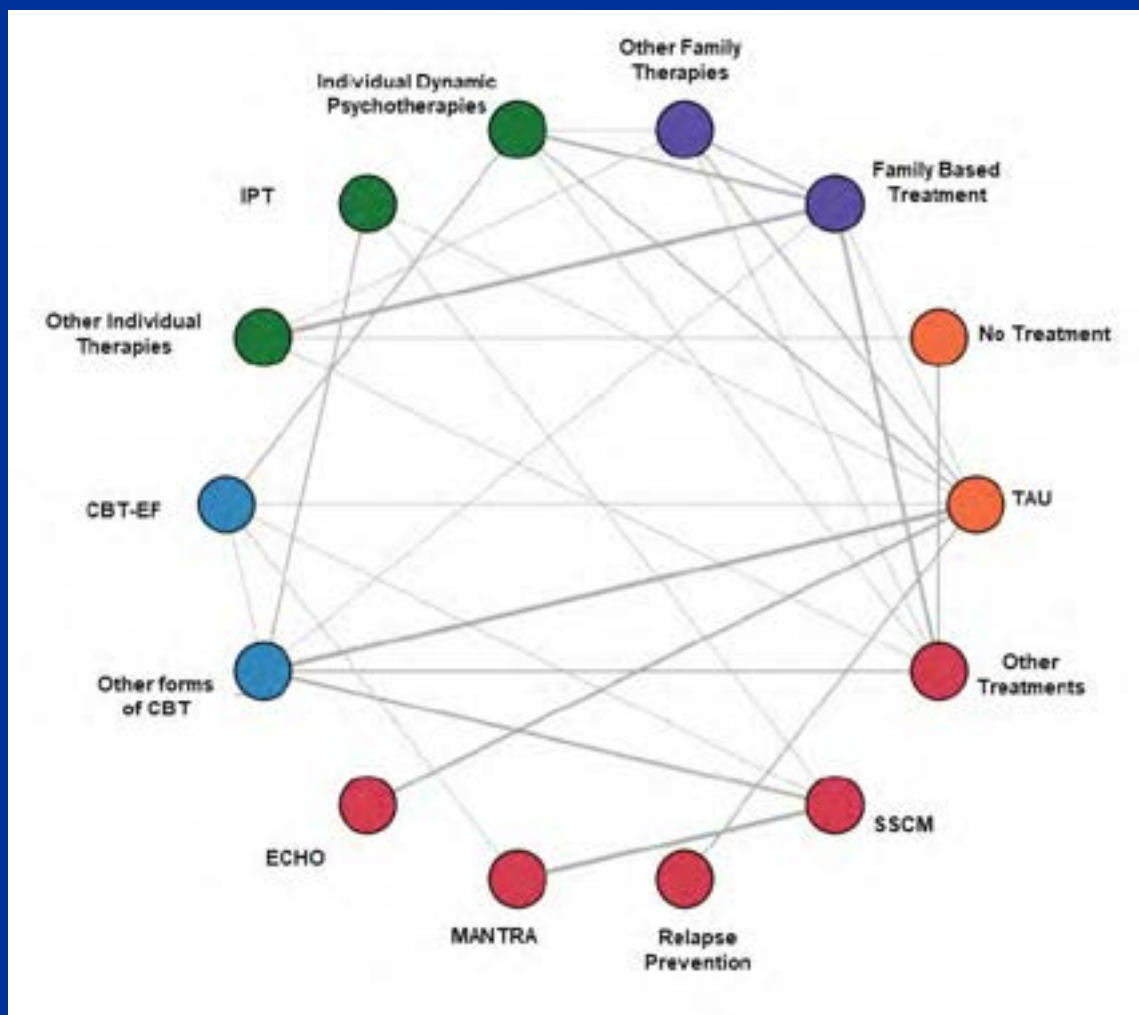 Other Family
Therapies
Individual Dynamic
Psychotherapies
Family Based
Treatment
IPT
No Treatment
Other Individual
Therapies
TAU
CBT-EF
Other
Treatments
Other forms
of CBT
SSCM
ECHO
MANTRA
Relapse
Prevention